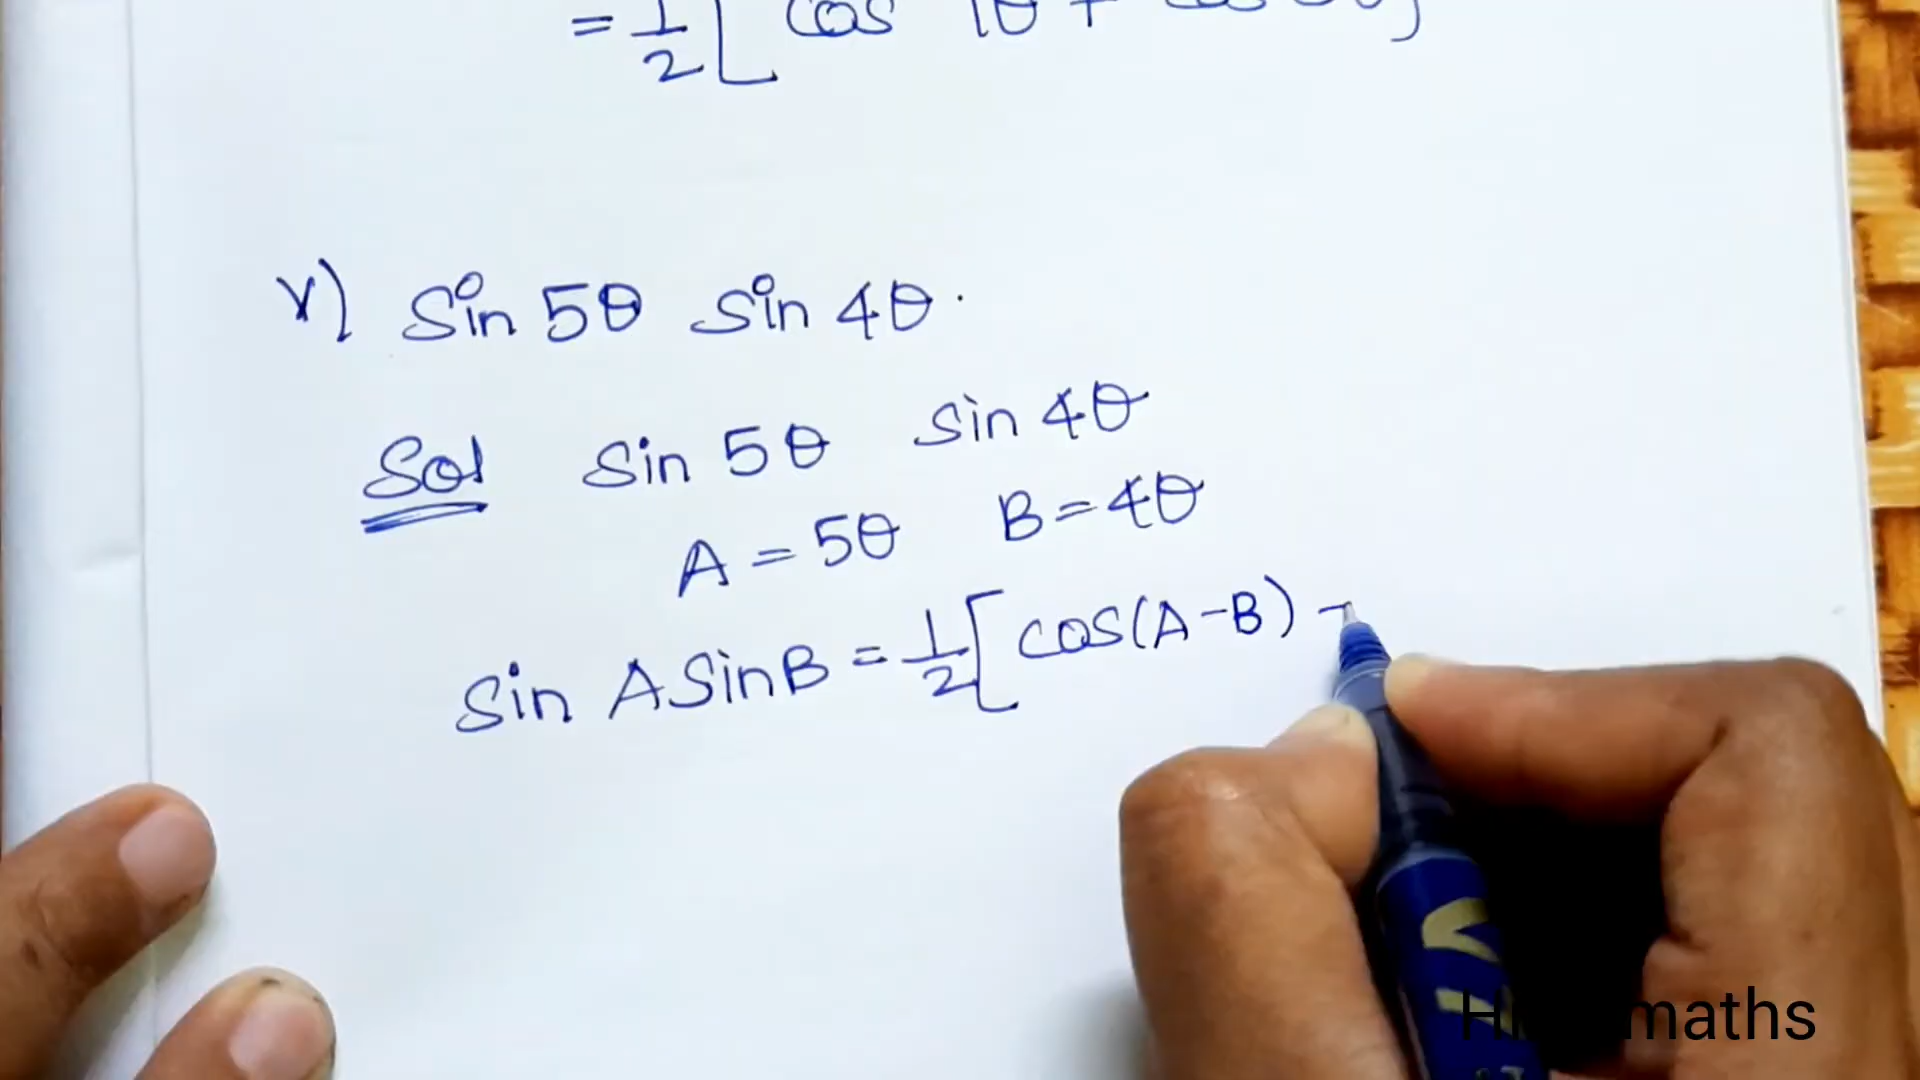 = 1/2 [ cos 1θ +
v) Sin 5θ sin 4θ.
Sol Sin 5θ sin 4θ
A = 5θ B = 4θ
Sin A Sin B = 1/2 [ cos(A-B) -
maths